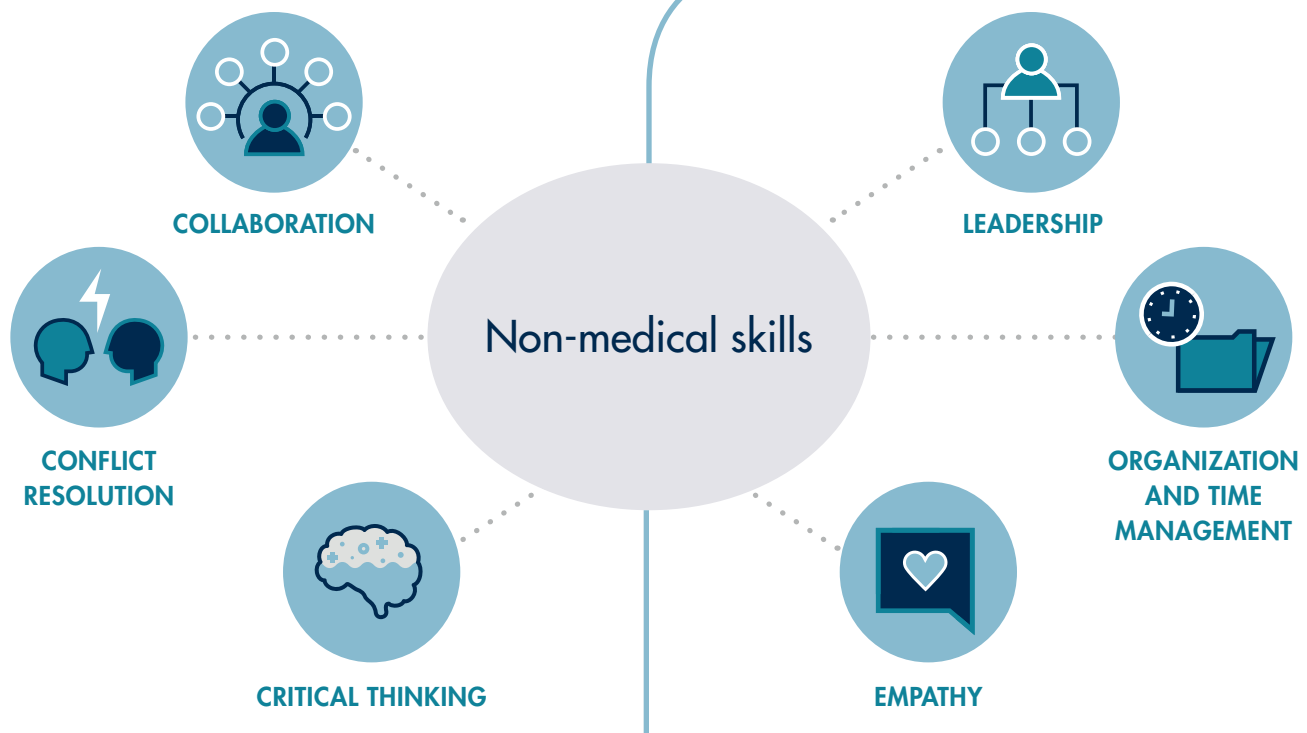 COLLABORATION
LEADERSHIP
Non-medical skills
CONFLICT
RESOLUTION
ORGANIZATION
AND TIME
MANAGEMENT
CRITICAL THINKING
EMPATHY